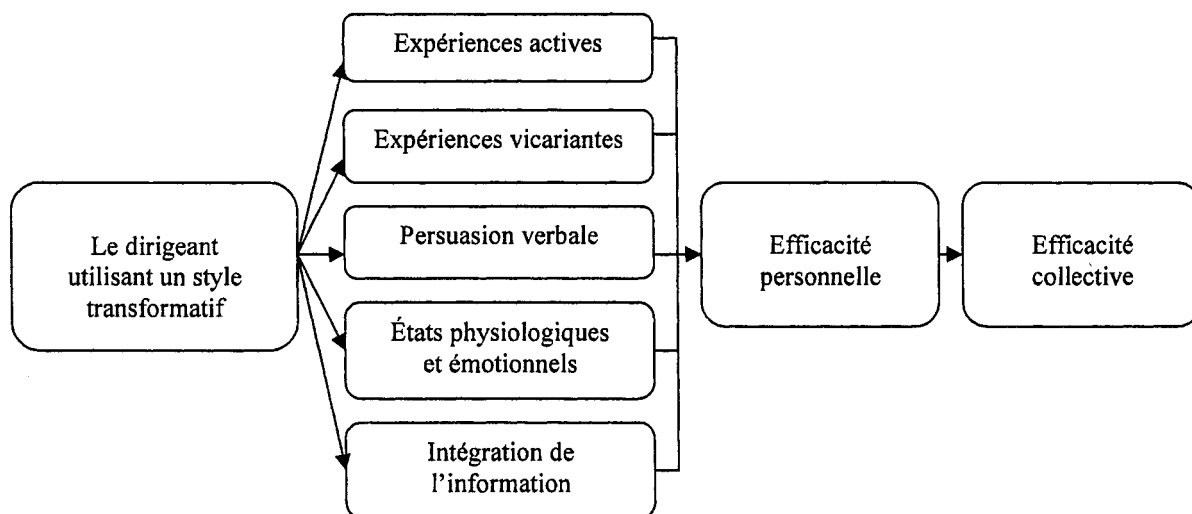 Le dirigeant
utilisant un style
transformatif
Expériences actives
Expériences vicariantes
Persuasion verbale
États physiologiques
et émotionnels
Intégration de
l'information
Efficacité
personnelle
Efficacité
collective